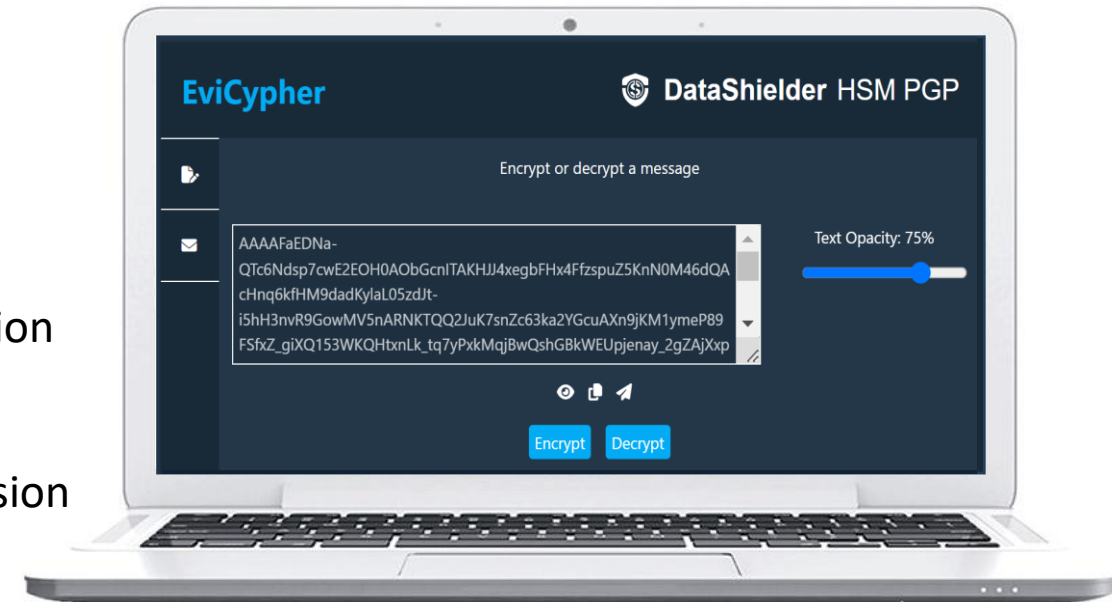 EviCypher
DataShielder HSM PGP
Encrypt or decrypt a message
AAAAFaEDNa-
QTc6Ndsp7cwE2EOH0AObGcnITAKHJJ4xegbFHx4FfzspuZ5KnN0M46dQA
cHnq6kfHM9dadKylaL05zdJt-
i5hH3nvR9GowMV5nARNKTQQ2JuK7snZc63ka2YGcuAXn9jKM1ymeP89
FSfxZ_giXQ153WKQHtxnLk_tq7yPxkMqjBwQshGBkWEUpjenay_2gZAjXxp
Text Opacity: 75%
Encrypt
Decrypt
ion
sion